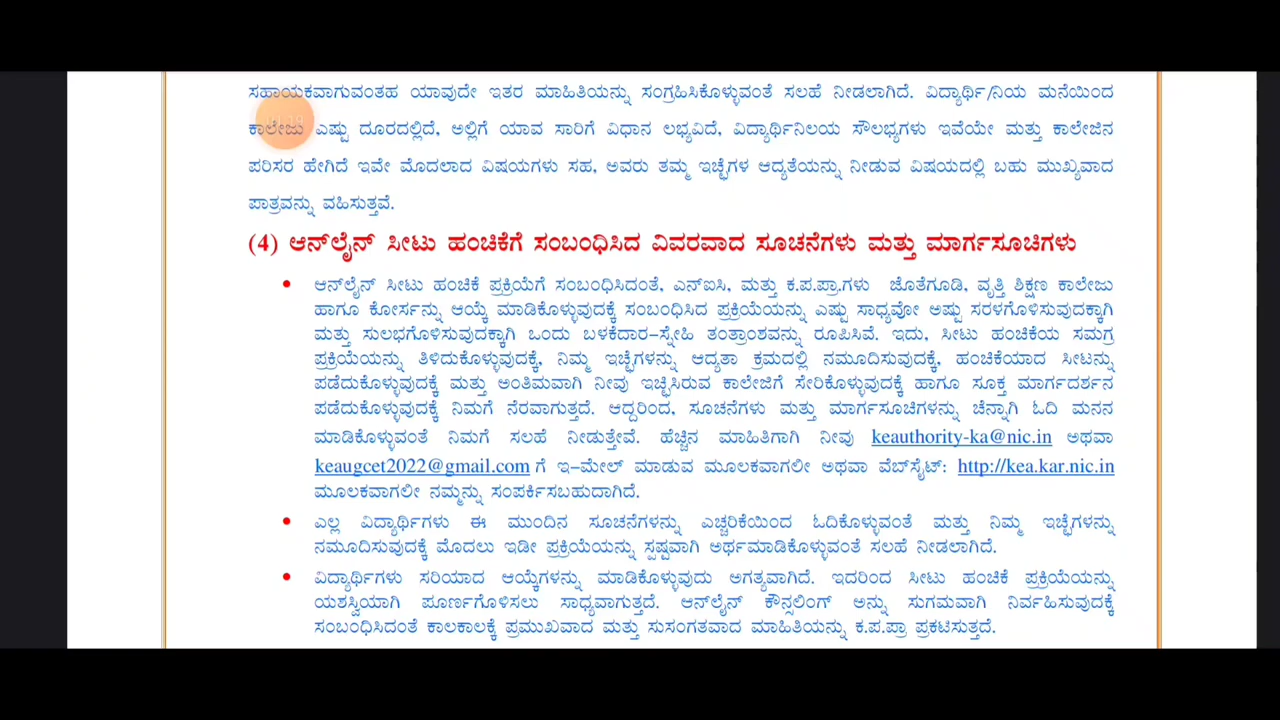 ಸಹಾಯಕವಾಗುವಂತಹ ಯಾವುದೇ ಇತರ ಮಾಹಿತಿಯನ್ನು ಸಂಗ್ರಹಿಸಿಕೊಳ್ಳುವಂತೆ ಸಲಹೆ ನೀಡಲಾಗಿದೆ. ವಿದ್ಯಾರ್ಥಿ/ನಿಯ ಮನೆಯಿಂದ
ಕಾಲೇಜು ಎಷ್ಟು ದೂರದಲ್ಲಿದೆ, ಅಲ್ಲಿಗೆ ಯಾವ ಸಾರಿಗೆ ವಿಧಾನ ಲಭ್ಯವಿದೆ, ವಿದ್ಯಾರ್ಥಿನಿಲಯ ಸೌಲಭ್ಯಗಳು ಇವೆಯೇ ಮತ್ತು ಕಾಲೇಜಿನ
ಪರಿಸರ ಹೇಗಿದೆ ಇವೇ ಮೊದಲಾದ ವಿಷಯಗಳು ಸಹ, ಅವರು ತಮ್ಮ ಇಚ್ಛೆಗಳ ಆದ್ಯತೆಯನ್ನು ನೀಡುವ ವಿಷಯದಲ್ಲಿ ಬಹು ಮುಖ್ಯವಾದ
ಪಾತ್ರವನ್ನು ವಹಿಸುತ್ತವೆ.
(4) ಆನ್‌ಲೈನ್ ಸೀಟು ಹಂಚಿಕೆಗೆ ಸಂಬಂಧಿಸಿದ ವಿವರವಾದ ಸೂಚನೆಗಳು ಮತ್ತು ಮಾರ್ಗಸೂಚಿಗಳು
• ಆನ್‌ಲೈನ್ ಸೀಟು ಹಂಚಿಕೆ ಪ್ರಕ್ರಿಯೆಗೆ ಸಂಬಂಧಿಸಿದಂತೆ, ಎನ್‌ಐಸಿ, ಮತ್ತು ಕ.ಪ.ಪ್ರಾ.ಗಳು ಜೊತೆಗೂಡಿ, ವೃತ್ತಿ ಶಿಕ್ಷಣ ಕಾಲೇಜು
ಹಾಗೂ ಕೋರ್ಸನ್ನು ಆಯ್ಕೆ ಮಾಡಿಕೊಳ್ಳುವುದಕ್ಕೆ ಸಂಬಂಧಿಸಿದ ಪ್ರಕ್ರಿಯೆಯನ್ನು ಎಷ್ಟು ಸಾಧ್ಯವೋ ಅಷ್ಟು ಸರಳಗೊಳಿಸುವುದಕ್ಕಾಗಿ
ಮತ್ತು ಸುಲಭಗೊಳಿಸುವುದಕ್ಕಾಗಿ ಒಂದು ಬಳಕೆದಾರ–ಸ್ನೇಹಿ ತಂತ್ರಾಂಶವನ್ನು ರೂಪಿಸಿವೆ. ಇದು, ಸೀಟು ಹಂಚಿಕೆಯ ಸಮಗ್ರ
ಪ್ರಕ್ರಿಯೆಯನ್ನು ತಿಳಿದುಕೊಳ್ಳುವುದಕ್ಕೆ, ನಿಮ್ಮ ಇಚ್ಛೆಗಳನ್ನು ಆದ್ಯತಾ ಕ್ರಮದಲ್ಲಿ ನಮೂದಿಸುವುದಕ್ಕೆ, ಹಂಚಿಕೆಯಾದ ಸೀಟನ್ನು
ಪಡೆದುಕೊಳ್ಳುವುದಕ್ಕೆ ಮತ್ತು ಅಂತಿಮವಾಗಿ ನೀವು ಇಚ್ಛಿಸಿರುವ ಕಾಲೇಜಿಗೆ ಸೇರಿಕೊಳ್ಳುವುದಕ್ಕೆ ಹಾಗೂ ಸೂಕ್ತ ಮಾರ್ಗದರ್ಶನ
ಪಡೆದುಕೊಳ್ಳುವುದಕ್ಕೆ ನಿಮಗೆ ನೆರವಾಗುತ್ತದೆ. ಆದ್ದರಿಂದ, ಸೂಚನೆಗಳು ಮತ್ತು ಮಾರ್ಗಸೂಚಿಗಳನ್ನು ಚೆನ್ನಾಗಿ ಓದಿ ಮನನ
ಮಾಡಿಕೊಳ್ಳುವಂತೆ ನಿಮಗೆ ಸಲಹೆ ನೀಡುತ್ತೇವೆ. ಹೆಚ್ಚಿನ ಮಾಹಿತಿಗಾಗಿ ನೀವು keauthority-ka@nic.in ಅಥವಾ
keaugcet2022@gmail.com ಗೆ ಇ–ಮೇಲ್ ಮಾಡುವ ಮೂಲಕವಾಗಲೀ ಅಥವಾ ವೆಬ್‌ಸೈಟ್: http://kea.kar.nic.in
ಮೂಲಕವಾಗಲೀ ನಮ್ಮನ್ನು ಸಂಪರ್ಕಿಸಬಹುದಾಗಿದೆ.
• ಎಲ್ಲ ವಿದ್ಯಾರ್ಥಿಗಳು ಈ ಮುಂದಿನ ಸೂಚನೆಗಳನ್ನು ಎಚ್ಚರಿಕೆಯಿಂದ ಓದಿಕೊಳ್ಳುವಂತೆ ಮತ್ತು ನಿಮ್ಮ ಇಚ್ಛೆಗಳನ್ನು
ನಮೂದಿಸುವುದಕ್ಕೆ ಮೊದಲು ಇಡೀ ಪ್ರಕ್ರಿಯೆಯನ್ನು ಸ್ಪಷ್ಟವಾಗಿ ಅರ್ಥಮಾಡಿಕೊಳ್ಳುವಂತೆ ಸಲಹೆ ನೀಡಲಾಗಿದೆ.
• ವಿದ್ಯಾರ್ಥಿಗಳು ಸರಿಯಾದ ಆಯ್ಕೆಗಳನ್ನು ಮಾಡಿಕೊಳ್ಳುವುದು ಅಗತ್ಯವಾಗಿದೆ. ಇದರಿಂದ ಸೀಟು ಹಂಚಿಕೆ ಪ್ರಕ್ರಿಯೆಯನ್ನು
ಯಶಸ್ವಿಯಾಗಿ ಪೂರ್ಣಗೊಳಿಸಲು ಸಾಧ್ಯವಾಗುತ್ತದೆ. ಆನ್‌ಲೈನ್ ಕೌನ್ಸಲಿಂಗ್ ಅನ್ನು ಸುಗಮವಾಗಿ ನಿರ್ವಹಿಸುವುದಕ್ಕೆ
ಸಂಬಂಧಿಸಿದಂತೆ ಕಾಲಕಾಲಕ್ಕೆ ಪ್ರಮುಖವಾದ ಮತ್ತು ಸುಸಂಗತವಾದ ಮಾಹಿತಿಯನ್ನು ಕ.ಪ.ಪ್ರಾ ಪ್ರಕಟಿಸುತ್ತದೆ.